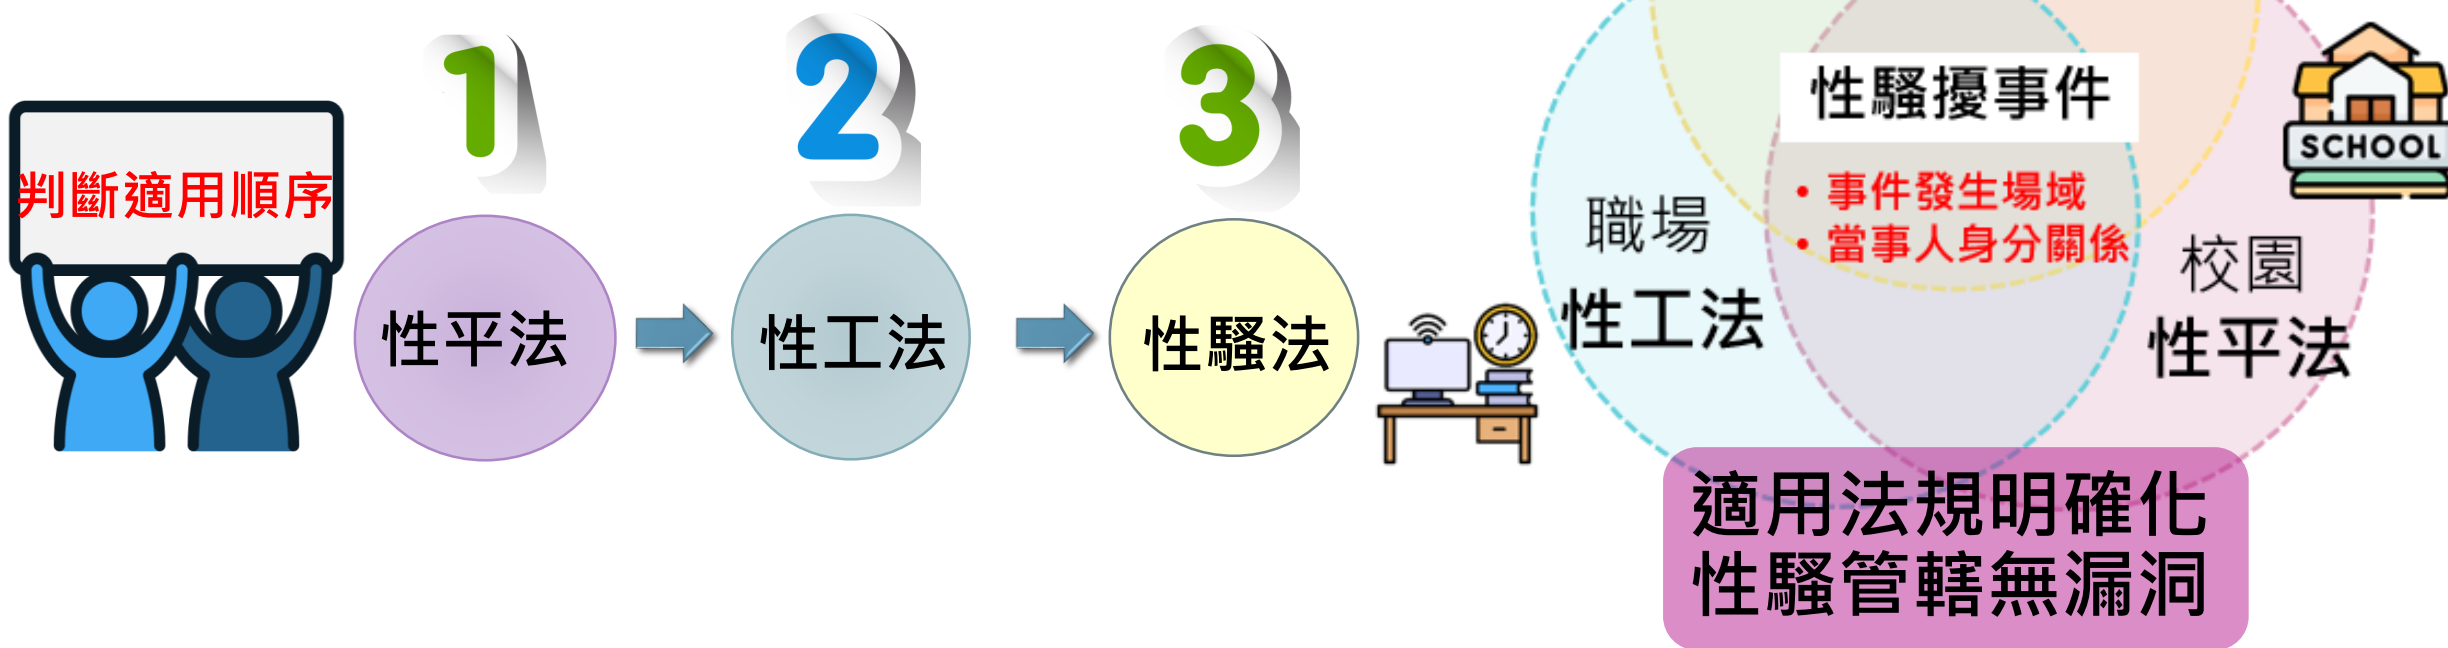 判斷適用順序
1
2
3
性平法
性工法
性騷法
性騷擾事件
• 事件發生場域
• 當事人身分關係
職場
性工法
校園
性平法
SCHOOL
適用法規明確化
性騷管轄無漏洞